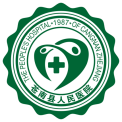 THE PEOPLE'S HOSPITAL · 1987 · OF CANGNAN ZHEJIANG
苍南县人民医院